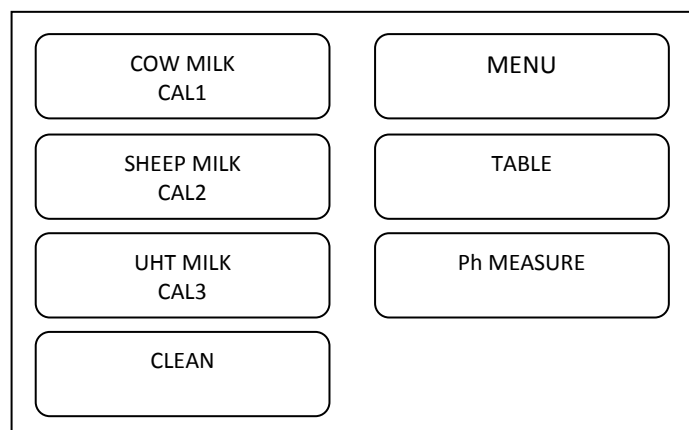 COW MILK
CAL1
MENU
SHEEP MILK
CAL2
TABLE
UHT MILK
CAL3
Ph MEASURE
CLEAN